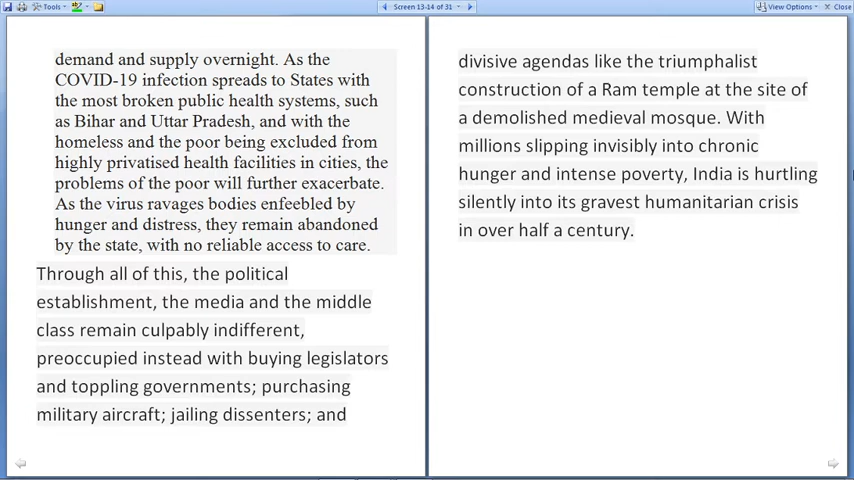 Tools
Screen 13-14 of 31
View Options
Close
demand and supply overnight. As the
COVID-19 infection spreads to States with
the most broken public health systems, such
as Bihar and Uttar Pradesh, and with the
homeless and the poor being excluded from
highly privatised health facilities in cities, the
problems of the poor will further exacerbate.
As the virus ravages bodies enfeebled by
hunger and distress, they remain abandoned
by the state, with no reliable access to care.
Through all of this, the political
establishment, the media and the middle
class remain culpably indifferent,
preoccupied instead with buying legislators
and toppling governments; purchasing
military aircraft; jailing dissenters; and
divisive agendas like the triumphalist
construction of a Ram temple at the site of
a demolished medieval mosque. With
millions slipping invisibly into chronic
hunger and intense poverty, India is hurtling
silently into its gravest humanitarian crisis
in over half a century.